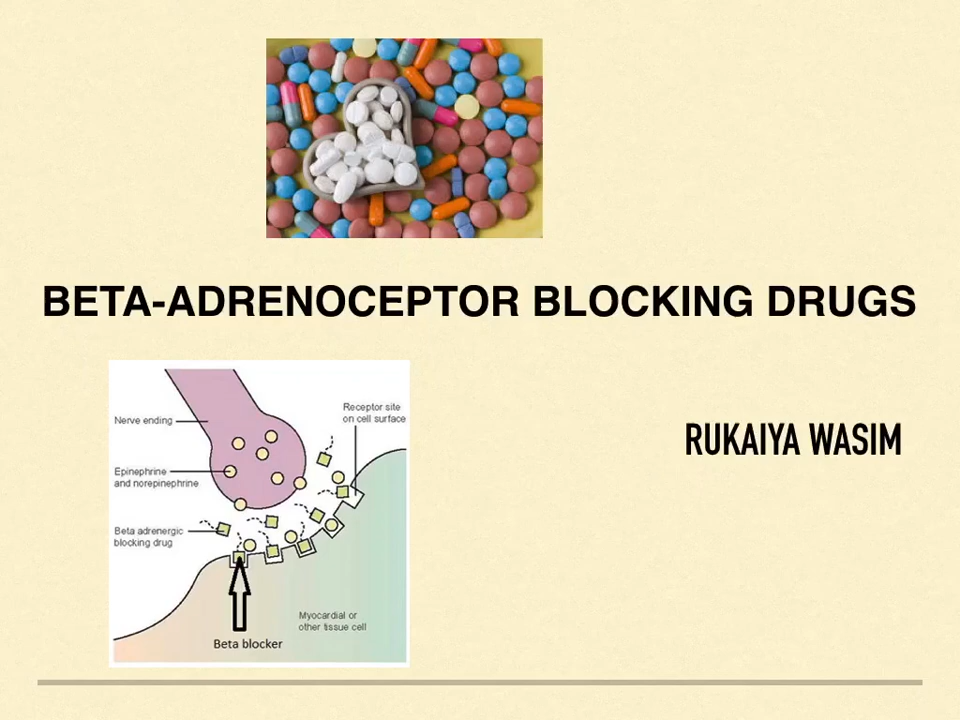 BETA-ADRENOCEPTOR BLOCKING DRUGS
RUKAIYA WASIM
Receptor site
on cell surface
Nerve ending
Epinephrine
and norepinephrine
Beta adrenergic
blocking drug
Myocardial or
other tissue cell
Beta blocker